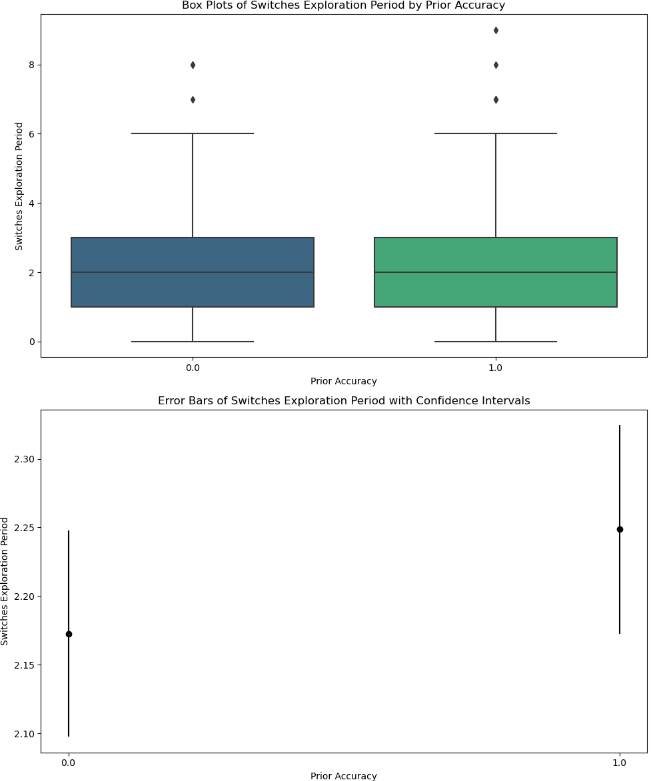 Box Plots of Switches Exploration Period by Prior Accuracy
Switches Exploration Period
8
6
4
2
0
0.0
1.0
Prior Accuracy
Error Bars of Switches Exploration Period with Confidence Intervals
Switches Exploration Period
2.30
2.25
2.20
2.15
2.10
0.0
1.0
Prior Accuracy